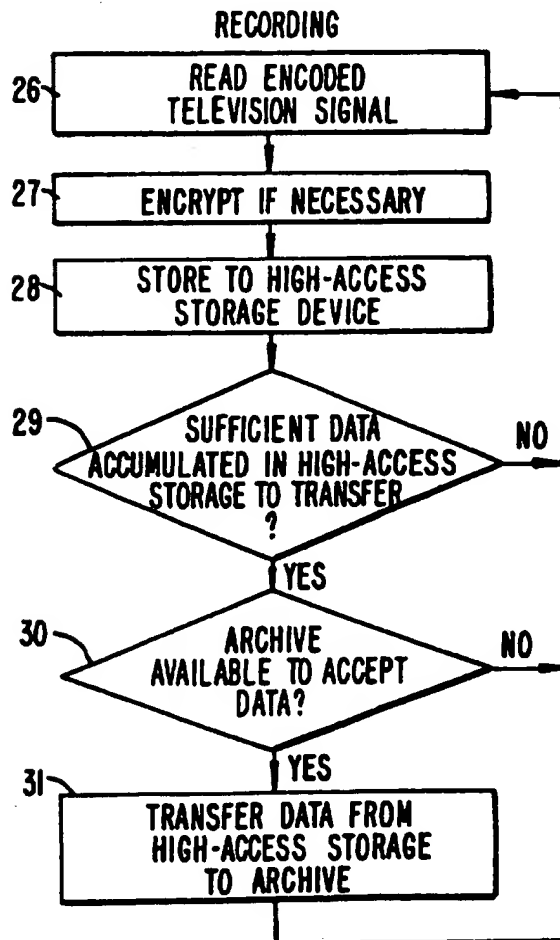 RECORDING
26
READ ENCODED
TELEVISION SIGNAL
27
ENCRYPT IF NECESSARY
28
STORE TO HIGH-ACCESS
STORAGE DEVICE
29
SUFFICIENT DATA
ACCUMULATED IN HIGH-ACCESS
STORAGE TO TRANSFER
?
NO
YES
30
ARCHIVE
AVAILABLE TO ACCEPT
DATA?
NO
YES
31
TRANSFER DATA FROM
HIGH-ACCESS STORAGE
TO ARCHIVE